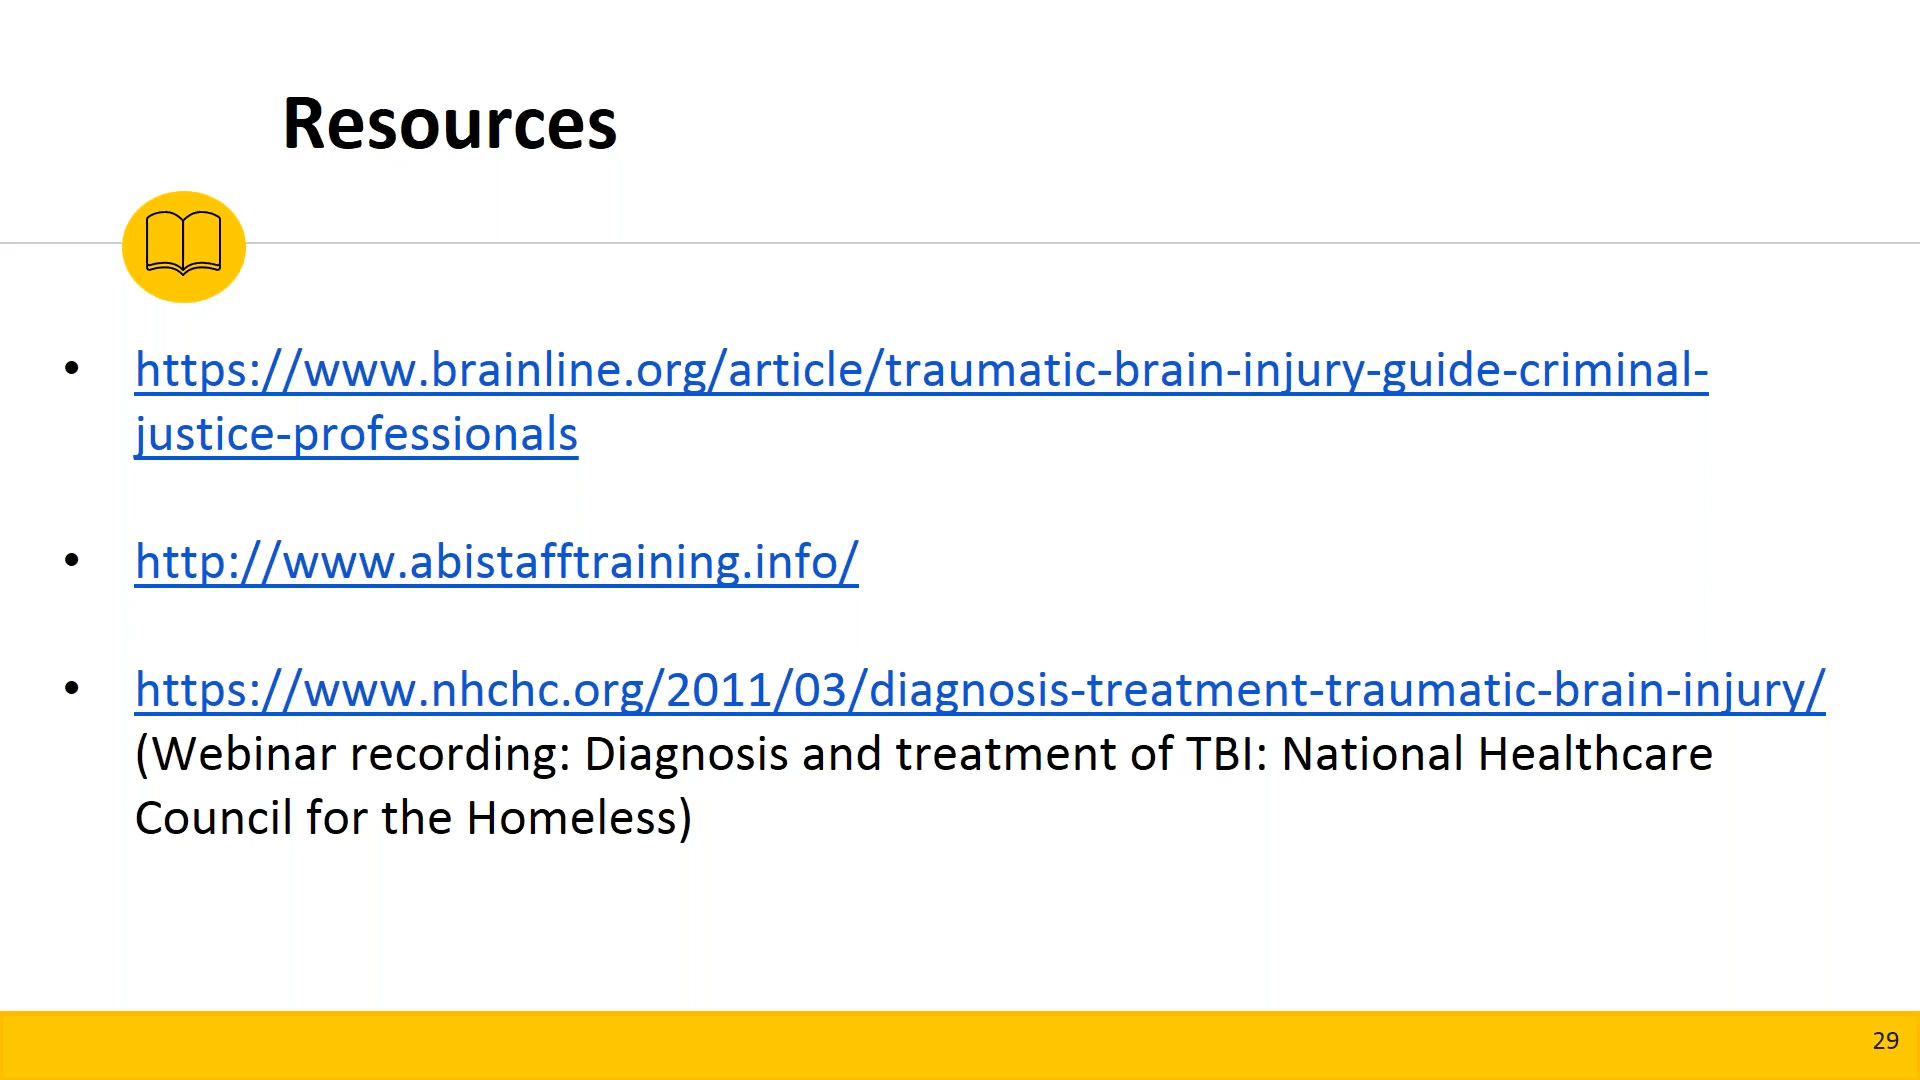 Resources
• https://www.brainline.org/article/traumatic-brain-injury-guide-criminal-
justice-professionals
• http://www.abistafftraining.info/
• https://www.nhchc.org/2011/03/diagnosis-treatment-traumatic-brain-injury/
(Webinar recording: Diagnosis and treatment of TBI: National Healthcare
Council for the Homeless)
29